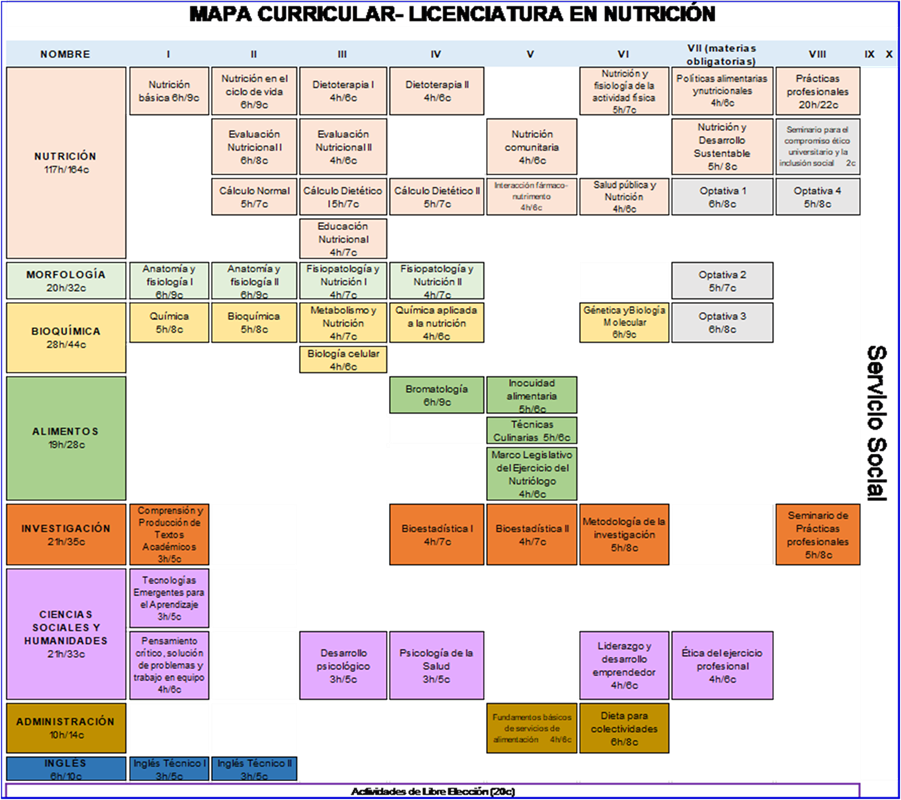 MAPA CURRICULAR- LICENCIATURA EN NUTRICIÓN
NOMBRE I II III IV V VI VII (materias obligatorias) VIII IX X
NUTRICIÓN
117h/164c
Nutrición
básica 6h/9c
Nutrición en el
ciclo de vida
6h/9c
Dietoterapia I
4h/6c
Dietoterapia II
4h/6c
Nutrición y
fisiología de la
actividad física
5h/7c
Políticas alimentarias
ynutricionales
4h/6c
Prácticas
profesionales
20h/22c
Evaluación
Nutricional I
6h/8c
Evaluación
Nutricional II
4h/6c
Nutrición
comunitaria
4h/6c
Nutrición y
Desarrollo
Sustentable
5h/ 8c
Seminario para el
compromiso ético
universitario y la
inclusión social 2c
Cálculo Normal
5h/7c
Cálculo Dietético
I 5h/7c
Cálculo Dietético II
5h/7c
Interacción fármaco-
nutrimento
4h/6c
Salud pública y
Nutrición
4h/6c
Optativa 1
6h/8c
Optativa 4
5h/8c
Educación
Nutricional
4h/7c
MORFOLOGÍA
20h/32c
Anatomía y
fisiología I
6h/9c
Anatomía y
fisiología II
6h/9c
Fisiopatología y
Nutrición I
4h/7c
Fisiopatología y
Nutrición II
4h/7c
Optativa 2
5h/7c
BIOQUÍMICA
28h/44c
Química
5h/8c
Bioquímica
5h/8c
Metabolismo y
Nutrición
4h/7c
Química aplicada
a la nutrición
4h/6c
Génetica yBiología
Molecular
6h/9c
Optativa 3
6h/8c
Biología celular
4h/6c
ALIMENTOS
19h/28c
Bromatología
6h/9c
Inocuidad
alimentaria
5h/6c
Técnicas
Culinarias 5h/6c
Marco Legislativo
del Ejercicio del
Nutriólogo
4h/6c
INVESTIGACIÓN
21h/35c
Comprensión y
Producción de
Textos
Académicos
3h/5c
Bioestadística I
4h/7c
Bioestadística II
4h/7c
Metodología de la
investigación
5h/8c
Seminario de
Prácticas
profesionales
5h/8c
CIENCIAS
SOCIALES Y
HUMANIDADES
21h/33c
Tecnologías
Emergentes para
el Aprendizaje
3h/5c
Pensamiento
crítico, solución
de problemas y
trabajo en equipo
4h/6c
Desarrollo
psicológico
3h/5c
Psicología de la
Salud
3h/5c
Liderazgo y
desarrollo
emprendedor
4h/6c
Ética del ejercicio
profesional
4h/6c
ADMINISTRACIÓN
10h/14c
Fundamentos básicos
de servicios de
alimentación 4h/6c
Dieta para
colectividades
6h/8c
INGLÉS
6h/10c
Inglés Técnico I
3h/5c
Inglés Técnico II
3h/5c
Servicio Social
Actividades de Libre Elección (20c)